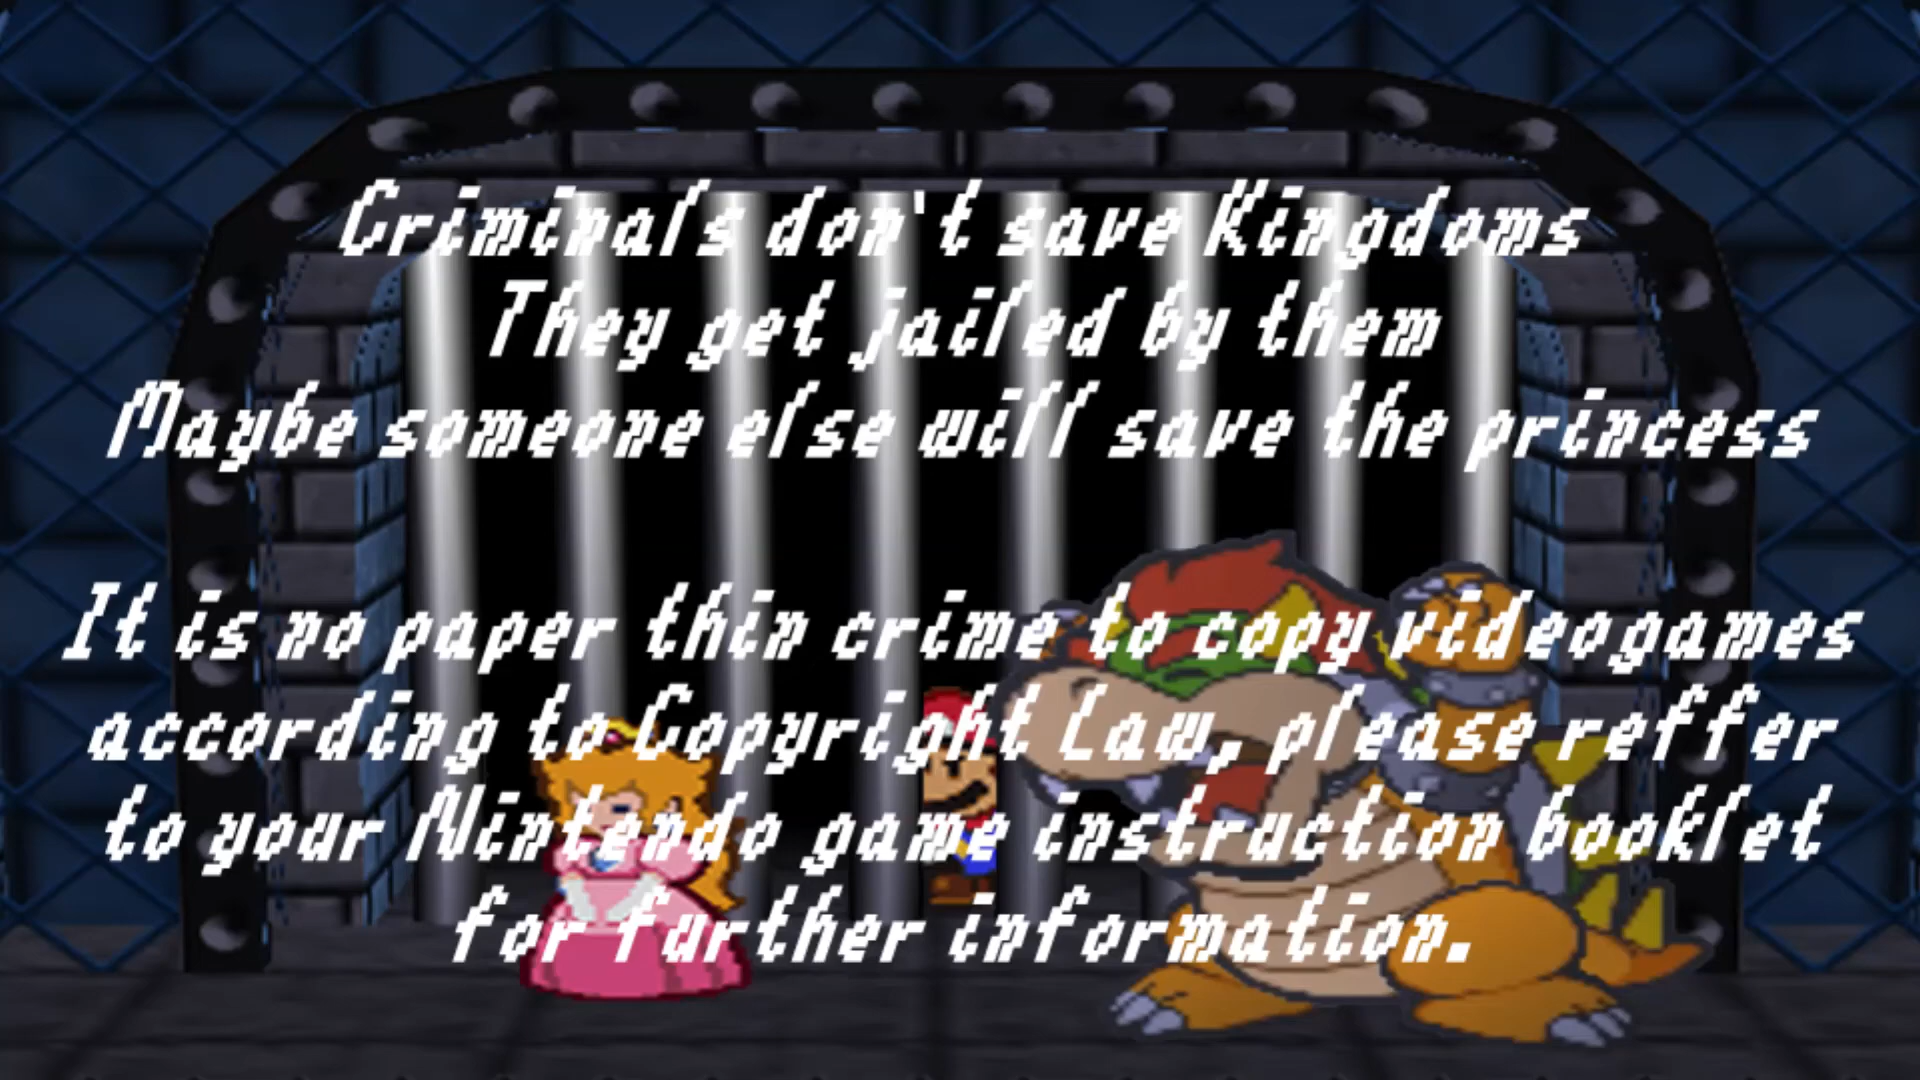 Criminals don't save Kingdoms
They get jailed by them
Maybe someone else will save the princess
It is no paper thin crime to copy videogames
according to Copyright Law, please reffer
to your Nintendo game instruction booklet
for further information.